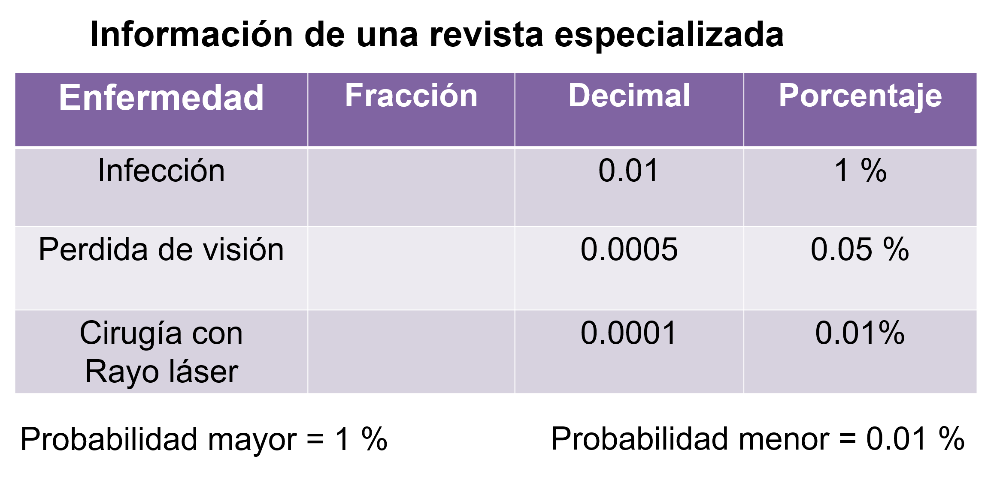 Información de una revista especializada
Enfermedad Fracción Decimal Porcentaje
Infección 0.01 1 %
Perdida de visión 0.0005 0.05 %
Cirugía con 0.0001 0.01%
Rayo láser
Probabilidad mayor = 1 % Probabilidad menor = 0.01 %